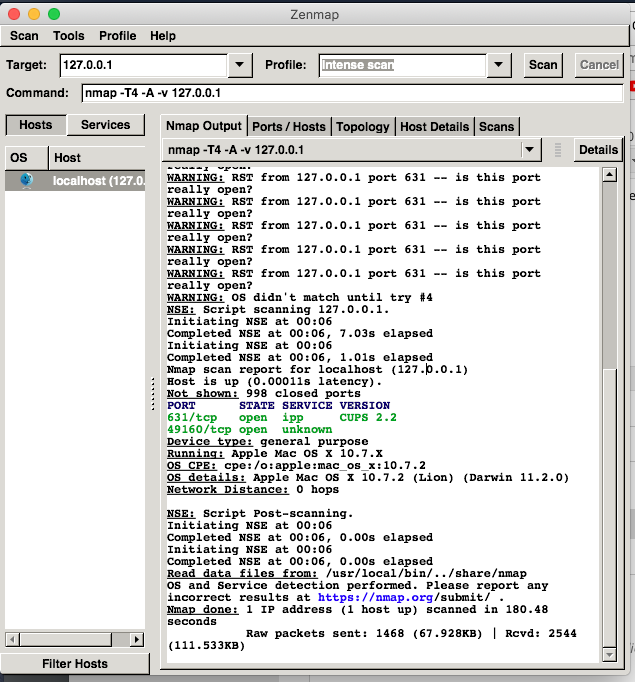 Zenmap
Scan Tools Profile Help
Target: 127.0.0.1 Profile: Intense scan Scan Cancel
Command: nmap -T4 -A -v 127.0.0.1
Hosts Services
OS Host
localhost (127.0.
Filter Hosts
Nmap Output Ports / Hosts Topology Host Details Scans
nmap -T4 -A -v 127.0.0.1 Details
really open?
WARNING: RST from 127.0.0.1 port 631 -- is this port
really open?
WARNING: RST from 127.0.0.1 port 631 -- is this port
really open?
WARNING: RST from 127.0.0.1 port 631 -- is this port
really open?
WARNING: RST from 127.0.0.1 port 631 -- is this port
really open?
WARNING: RST from 127.0.0.1 port 631 -- is this port
really open?
WARNING: OS didn't match until try #4
NSE: Script scanning 127.0.0.1.
Initiating NSE at 00:06
Completed NSE at 00:06, 7.03s elapsed
Initiating NSE at 00:06
Completed NSE at 00:06, 1.01s elapsed
Nmap scan report for localhost (127.0.0.1)
Host is up (0.00011s latency).
Not shown: 998 closed ports
PORT STATE SERVICE VERSION
631/tcp open ipp CUPS 2.2
49160/tcp open unknown
Device type: general purpose
Running: Apple Mac OS X 10.7.X
OS CPE: cpe:/o:apple:mac_os_x:10.7.2
OS details: Apple Mac OS X 10.7.2 (Lion) (Darwin 11.2.0)
Network Distance: 0 hops
NSE: Script Post-scanning.
Initiating NSE at 00:06
Completed NSE at 00:06, 0.00s elapsed
Initiating NSE at 00:06
Completed NSE at 00:06, 0.00s elapsed
Read data files from: /usr/local/bin/../share/nmap
OS and Service detection performed. Please report any
incorrect results at https://nmap.org/submit/ .
Nmap done: 1 IP address (1 host up) scanned in 180.48
seconds
Raw packets sent: 1468 (67.928KB) | Rcvd: 2544
(111.533KB)